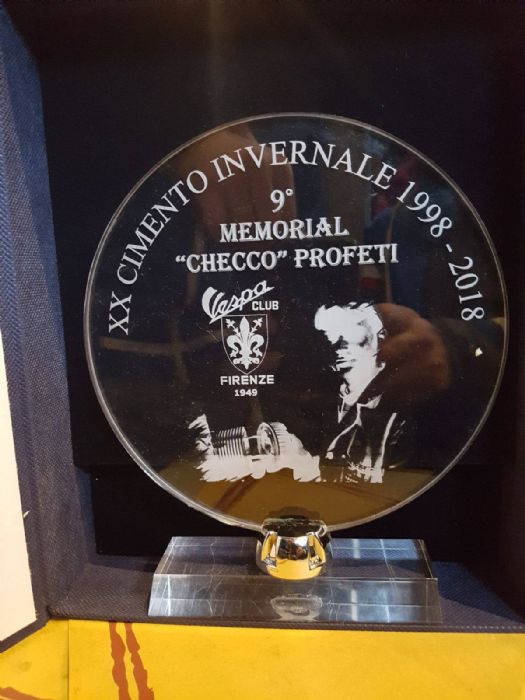 XX CIMENTO INVERNALE 1998 - 2018
9°
MEMORIAL
"CHECCO" PROFETI
Vespa
CLUB
FIRENZE
1949